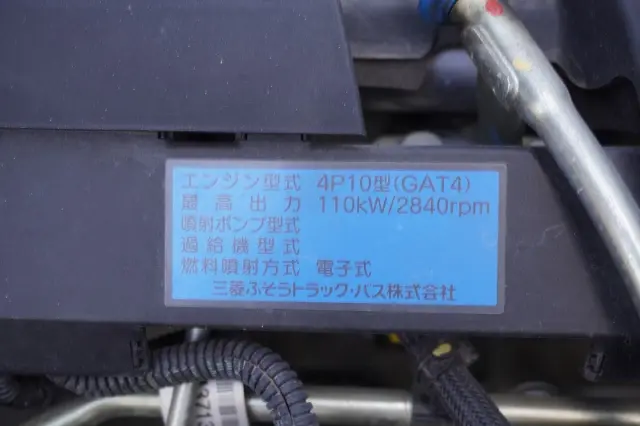 エンジン型式 4P10型(GAT4)
最高出力 110kW/2840rpm
噴射ポンプ型式
過給機型式
燃料噴射方式 電子式
三菱ふそうトラック・バス株式会社